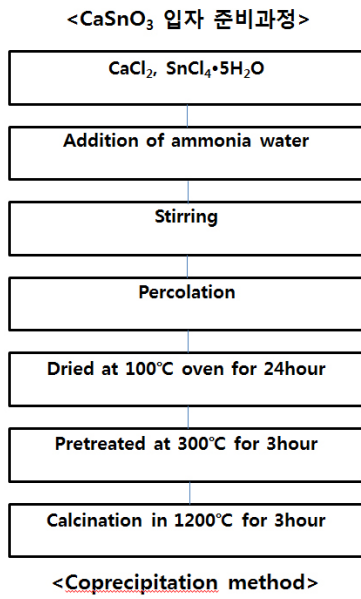 <CaSnO₃ 입자 준비과정>
CaCl₂, SnCl₄•5H₂O
Addition of ammonia water
Stirring
Percolation
Dried at 100℃ oven for 24hour
Pretreated at 300℃ for 3hour
Calcination in 1200℃ for 3hour
<Coprecipitation method>